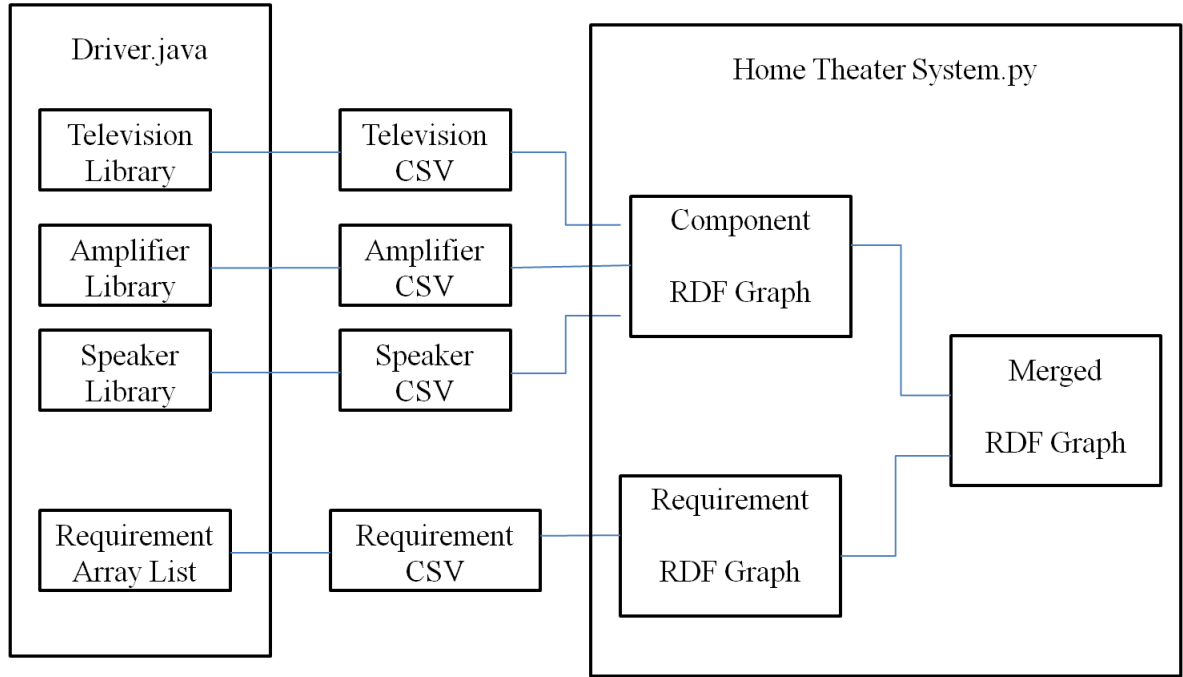 Driver.java
Television
Library
Amplifier
Library
Speaker
Library
Requirement
Array List
Television
CSV
Amplifier
CSV
Speaker
CSV
Requirement
CSV
Home Theater System.py
Component
RDF Graph
Requirement
RDF Graph
Merged
RDF Graph